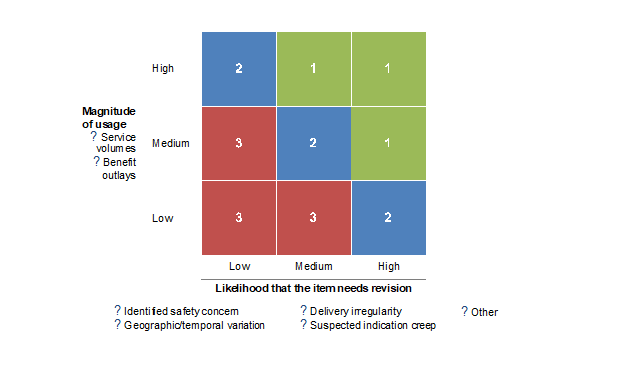 High
2
1
1
Magnitude
of usage
? Service
volumes
? Benefit
outlays
Medium
3
2
1
Low
3
3
2
Low
Medium
High
Likelihood that the item needs revision
? Identified safety concern
? Delivery irregularity
? Other
? Geographic/temporal variation
? Suspected indication creep